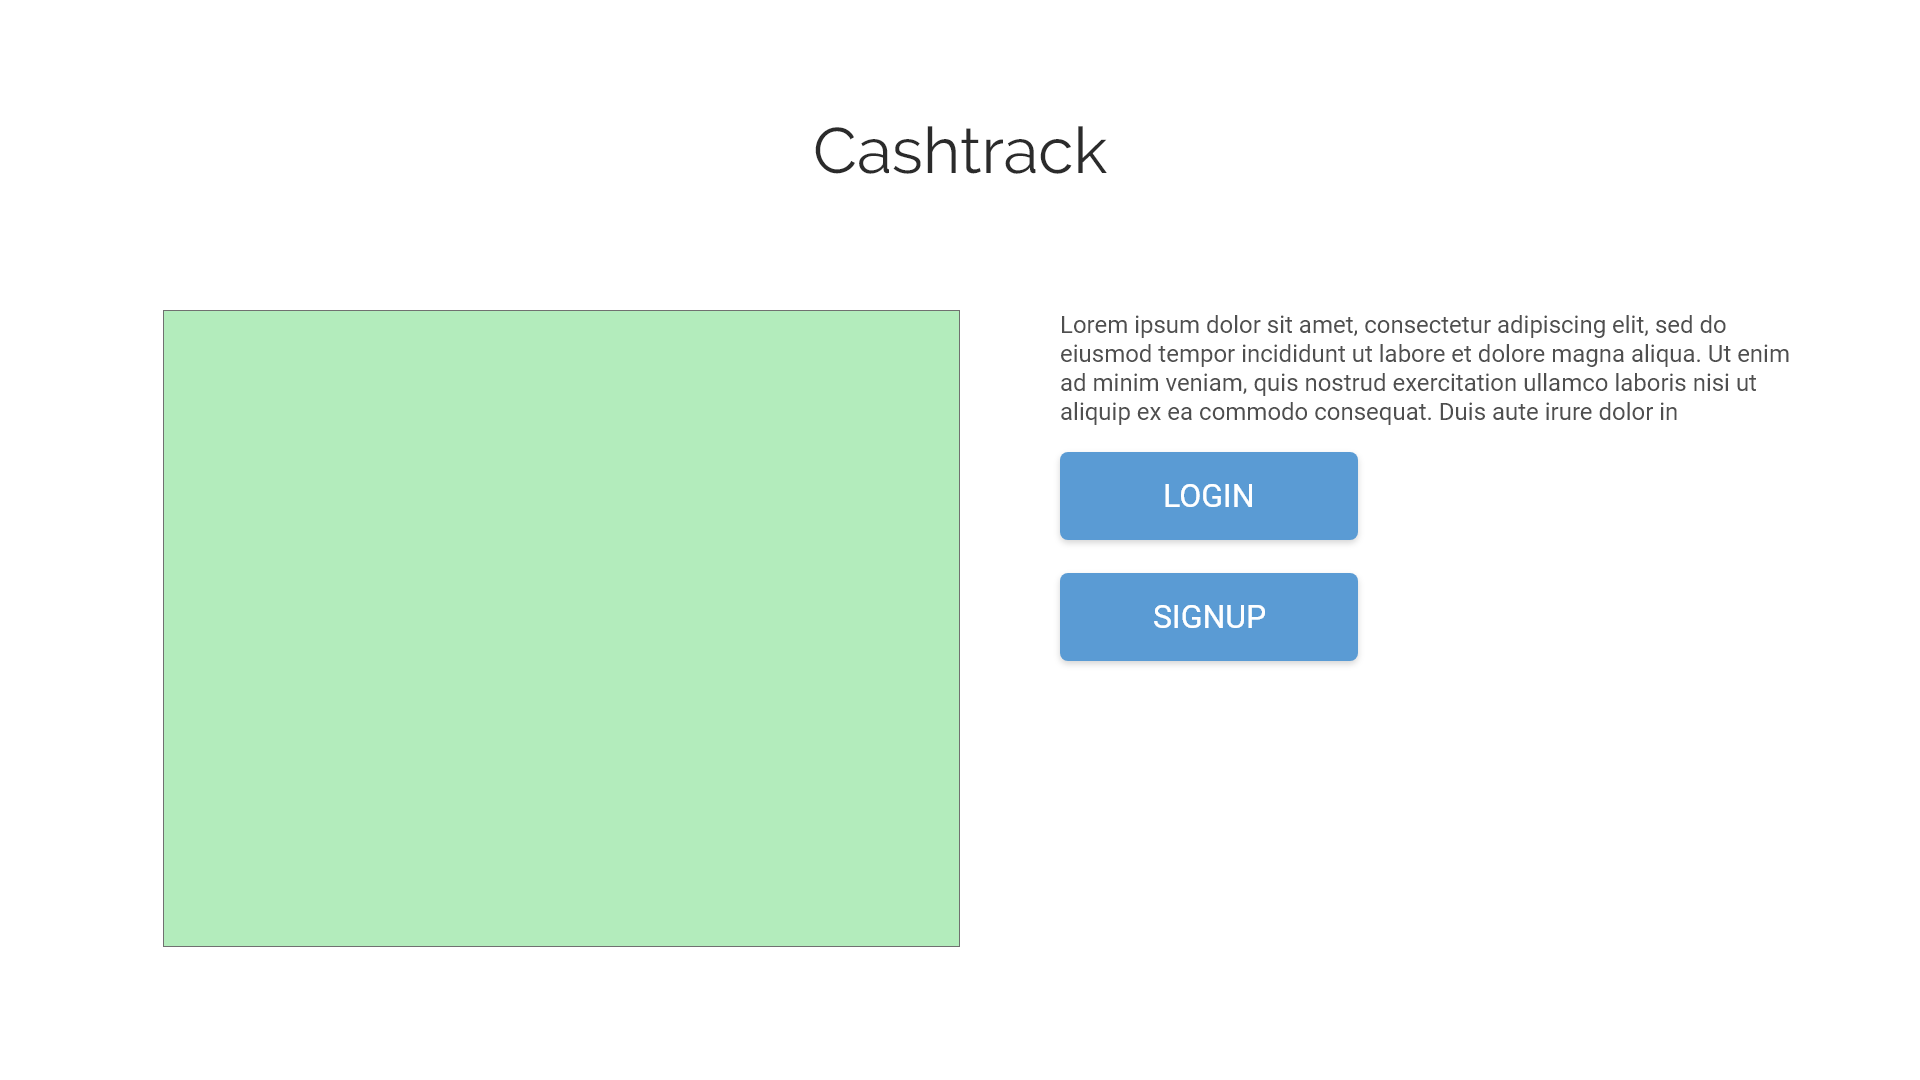 Cashtrack
Lorem ipsum dolor sit amet, consectetur adipiscing elit, sed do
eiusmod tempor incididunt ut labore et dolore magna aliqua. Ut enim
ad minim veniam, quis nostrud exercitation ullamco laboris nisi ut
aliquip ex ea commodo consequat. Duis aute irure dolor in
LOGIN
SIGNUP